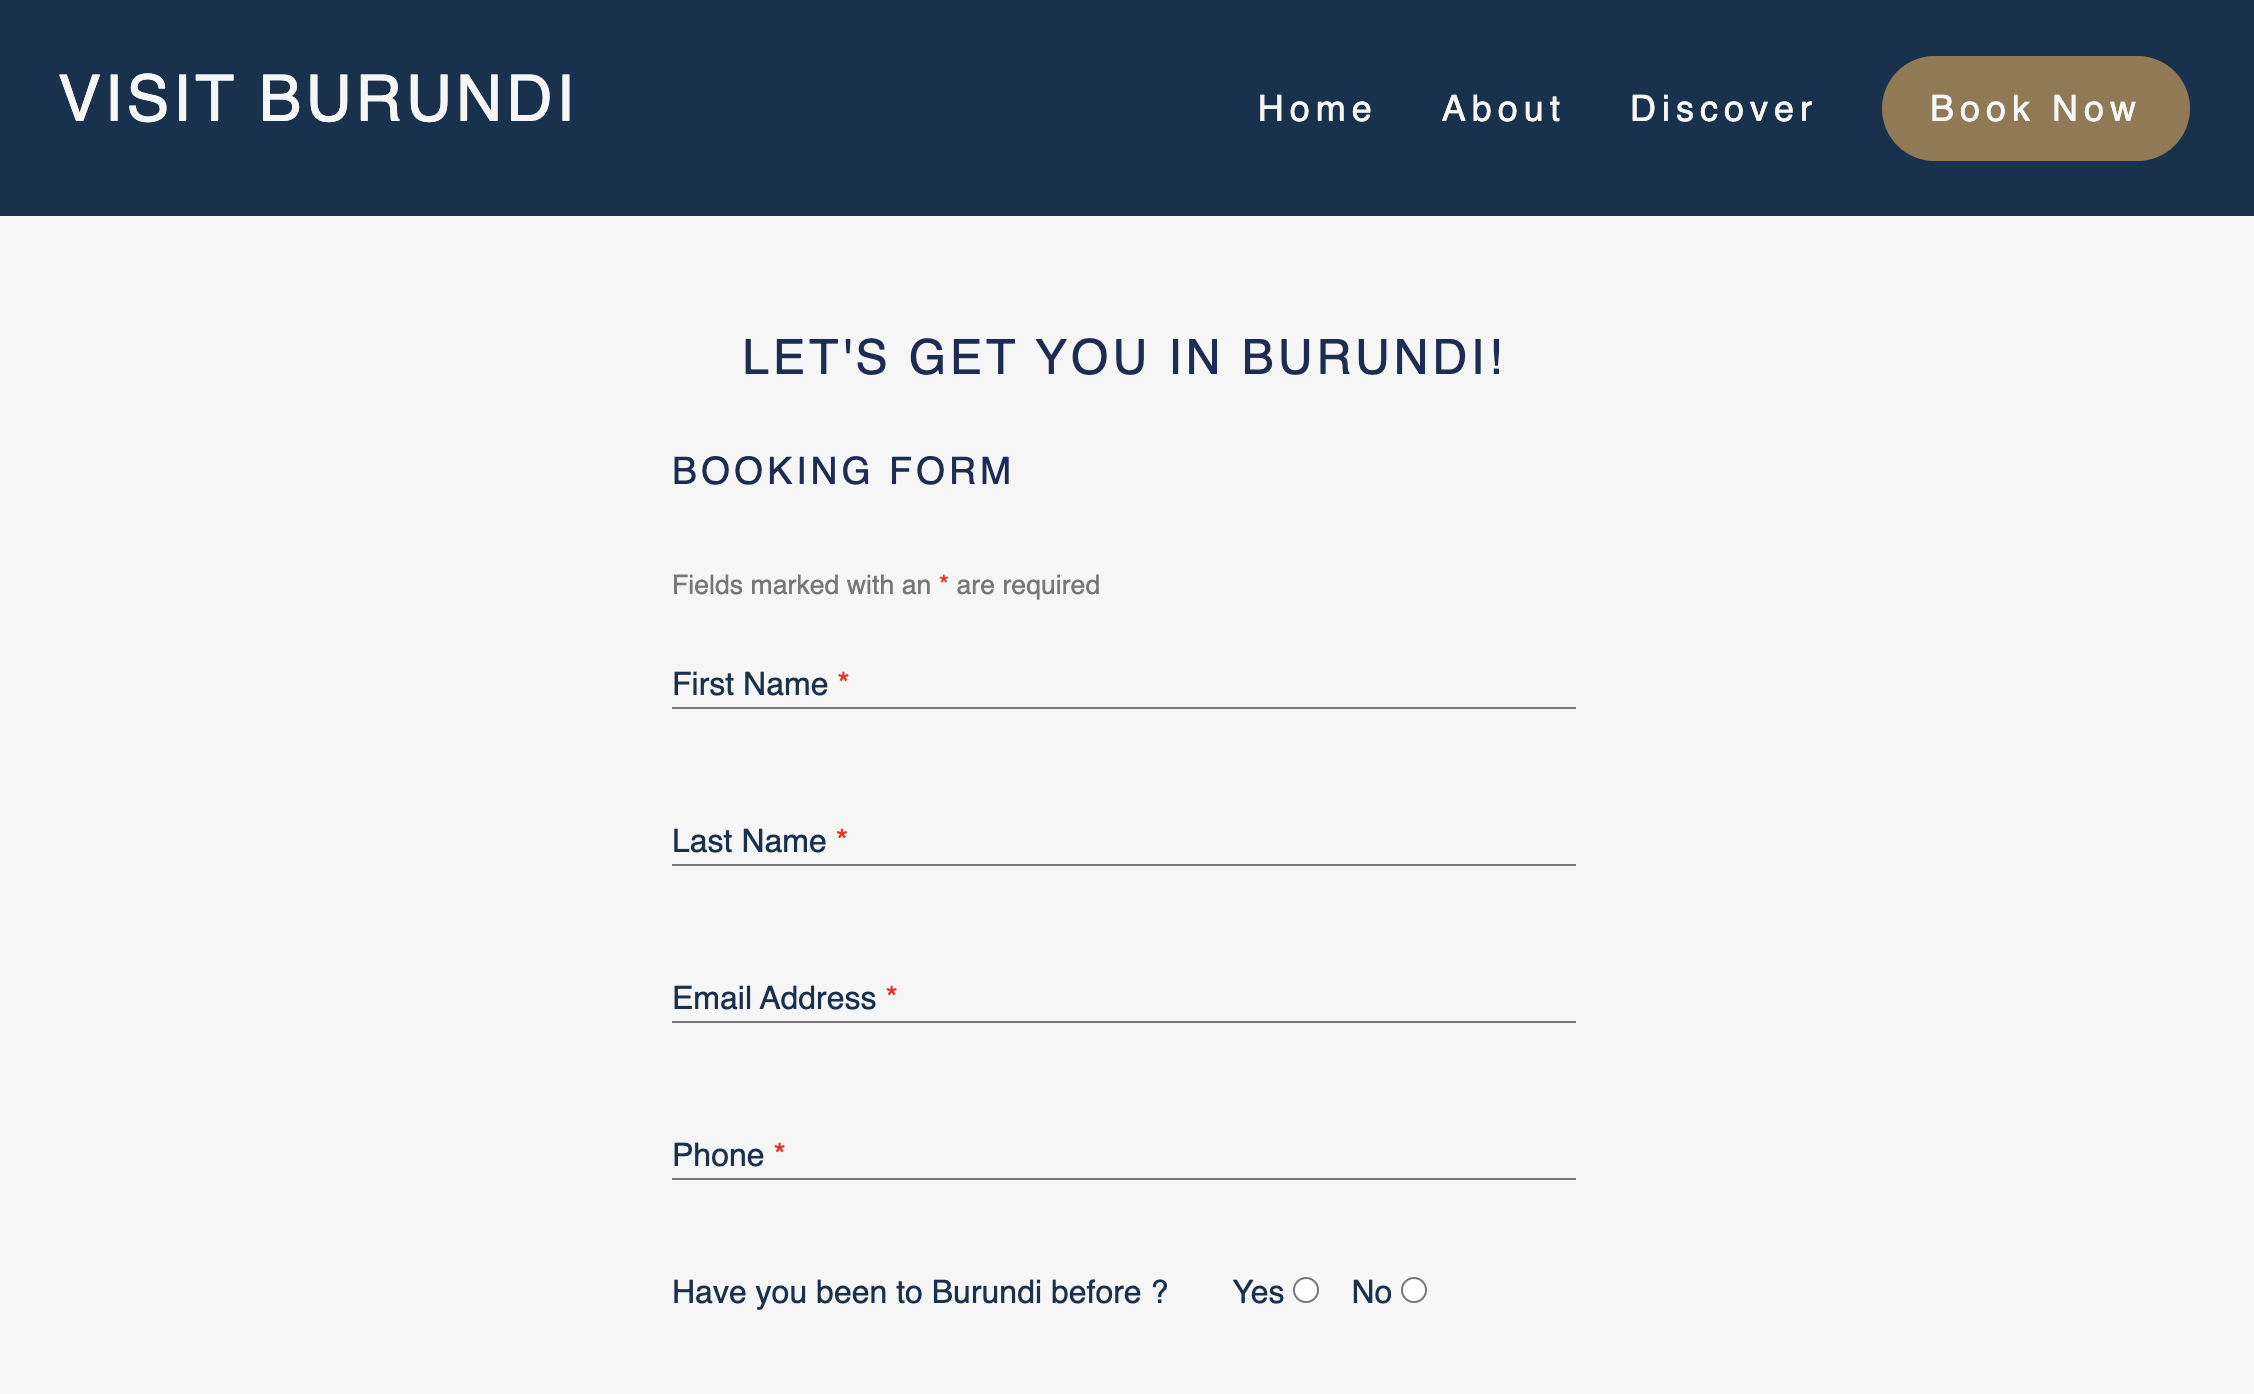 VISIT BURUNDI
Home About Discover Book Now
LET'S GET YOU IN BURUNDI!
BOOKING FORM
Fields marked with an * are required
First Name *
Last Name *
Email Address *
Phone *
Have you been to Burundi before ? Yes No